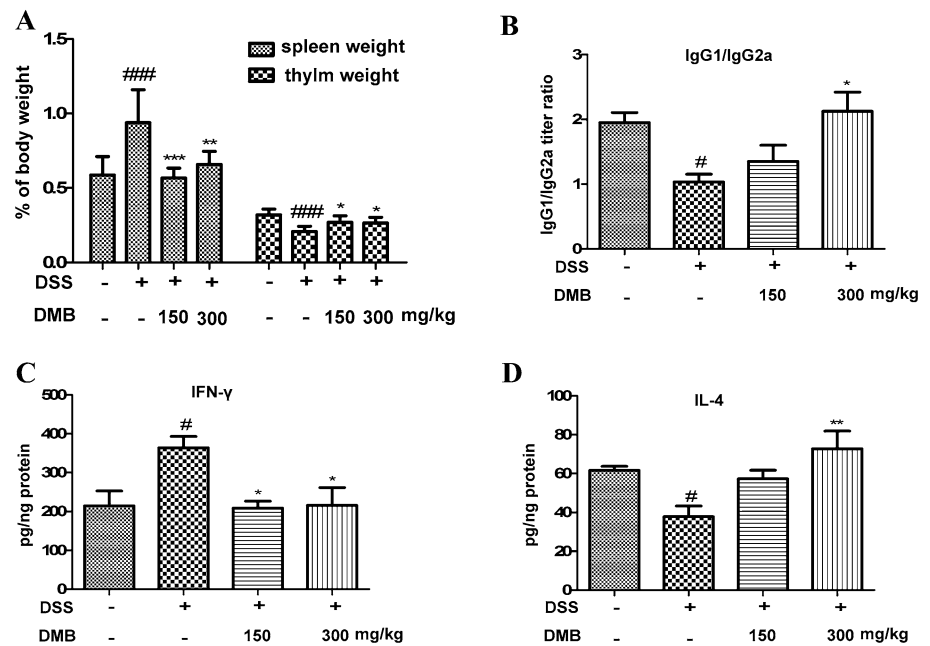 A
1.5
1.0
0.5
0.0
% of body weight
spleen weight
thylm weight
###
***
**
###
*
*
DSS - + + + - + + +
DMB - - 150 300 - - 150 300 mg/kg
B
IgG1/IgG2a
3
2
1
0
IgG1/IgG2a titer ratio
#
*
DSS - + + +
DMB - - 150 300 mg/kg
C
IFN-γ
500
400
300
200
100
0
pg/ng protein
#
*
*
DSS - + + +
DMB - - 150 300 mg/kg
D
IL-4
100
80
60
40
20
0
pg/ng protein
#
**
DSS - + + +
DMB - - 150 300 mg/kg